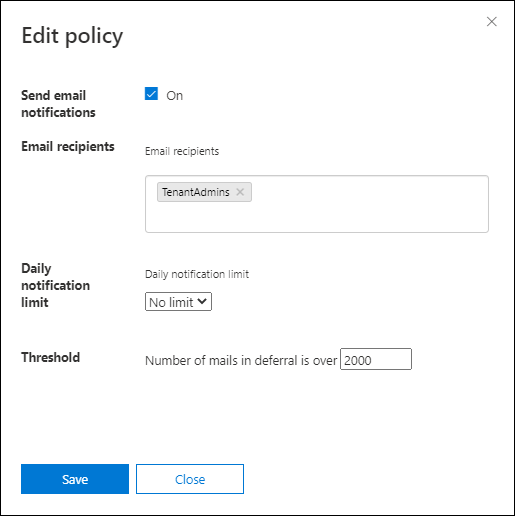 Edit policy
Send email
notifications
On
Email recipients
Email recipients
TenantAdmins
Daily
notification
limit
Daily notification limit
No limit
Threshold
Number of mails in deferral is over 2000
Save
Close